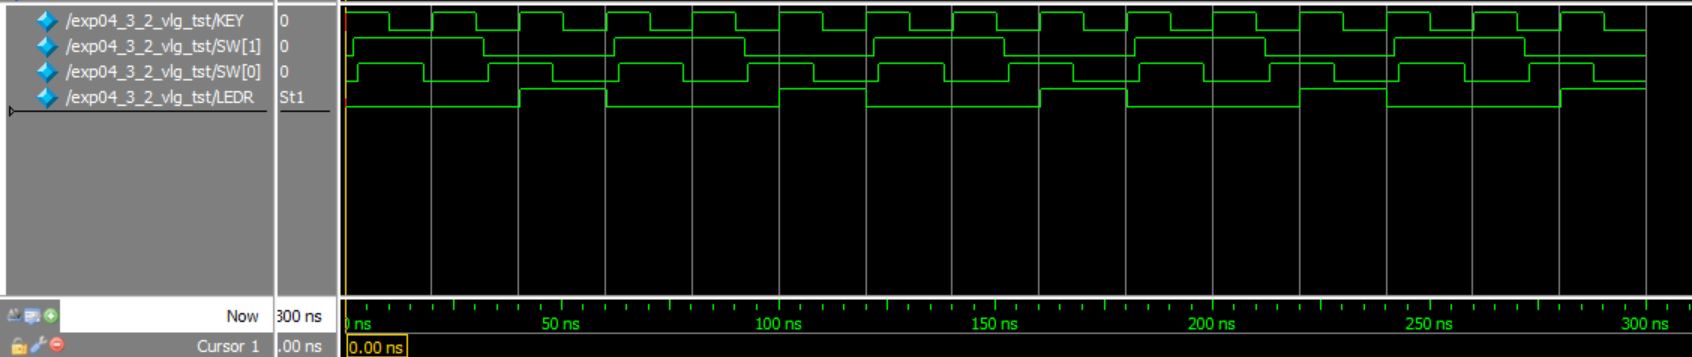 /exp04_3_2_vlg_tst/KEY 0
/exp04_3_2_vlg_tst/SW[1] 0
/exp04_3_2_vlg_tst/SW[0] 0
/exp04_3_2_vlg_tst/LEDR St1
Now 300 ns 0 ns 50 ns 100 ns 150 ns 200 ns 250 ns 300 ns
Cursor 1 .00 ns 0.00 ns